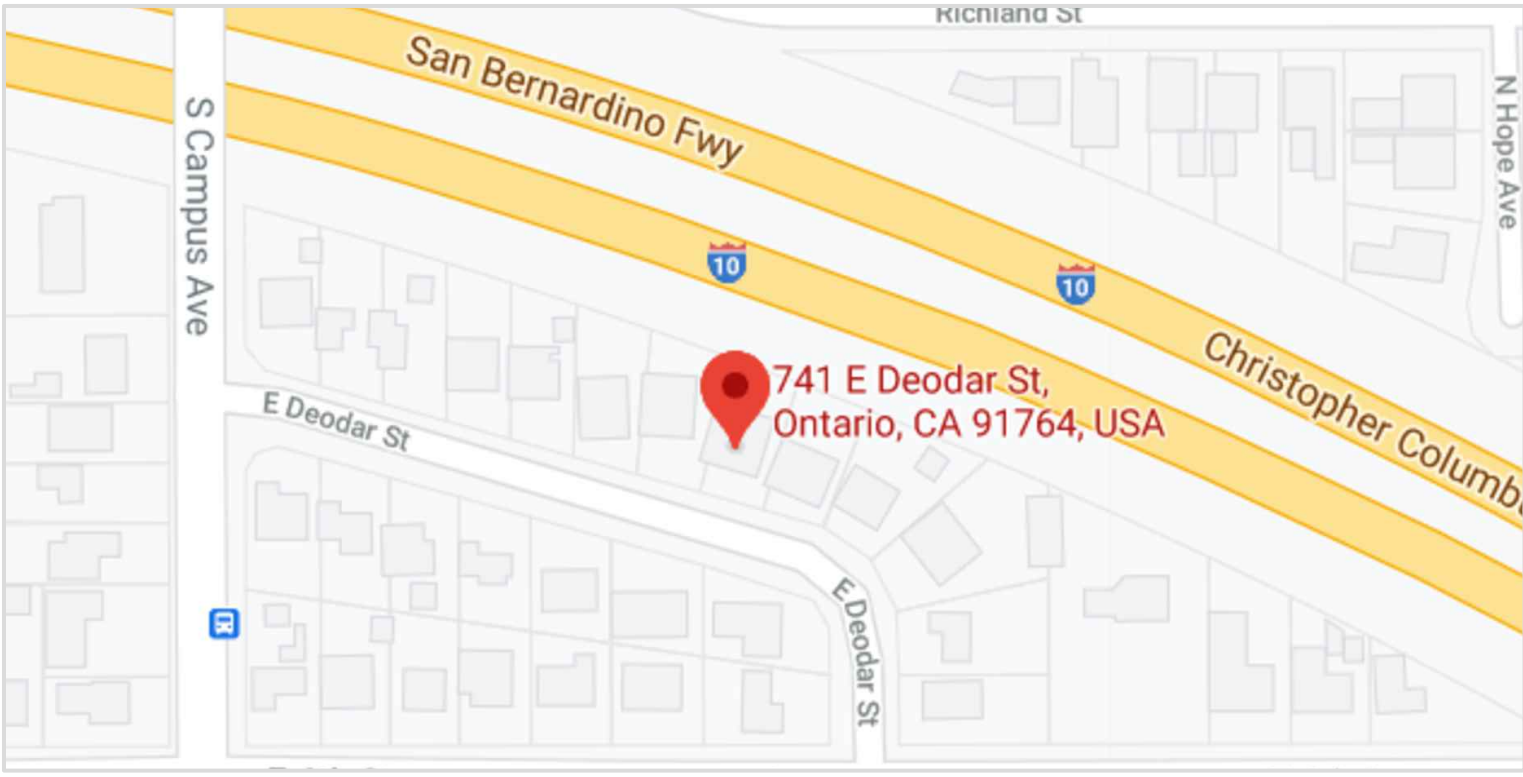 Richland St
San Bernardino Fwy
S Campus Ave
N Hope Ave
10
10
Christopher
741 E Deodar St,
Ontario, CA 91764, USA
E Deodar St
E Deodar St